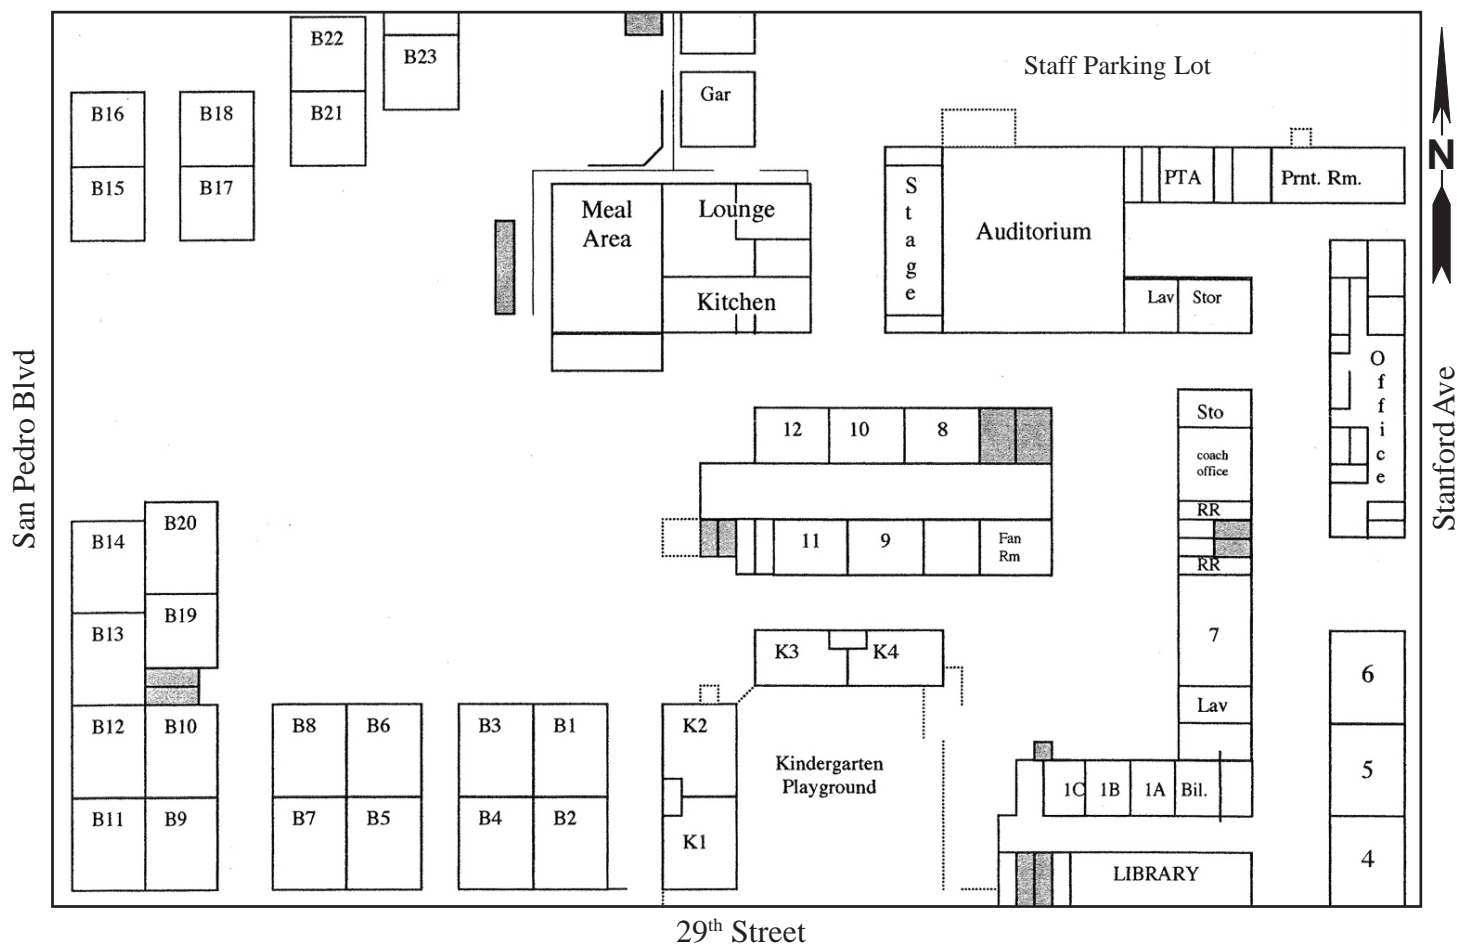 B22
B23
Staff Parking Lot
Gar
B16
B18
B21
N
B15
B17
PTA
Prnt. Rm.
Meal
Area
Lounge
Stage
Auditorium
Kitchen
Lav
Stor
Office
San Pedro Blvd
Stanford Ave
12
10
8
Sto
coach
office
RR
B20
B14
11
9
Fan
Rm
RR
B19
B13
7
K3
K4
6
Lav
B12
B10
B8
B6
B3
B1
K2
Kindergarten
Playground
5
1C
1B
1A
Bil.
B11
B9
B7
B5
B4
B2
K1
4
LIBRARY
29th Street